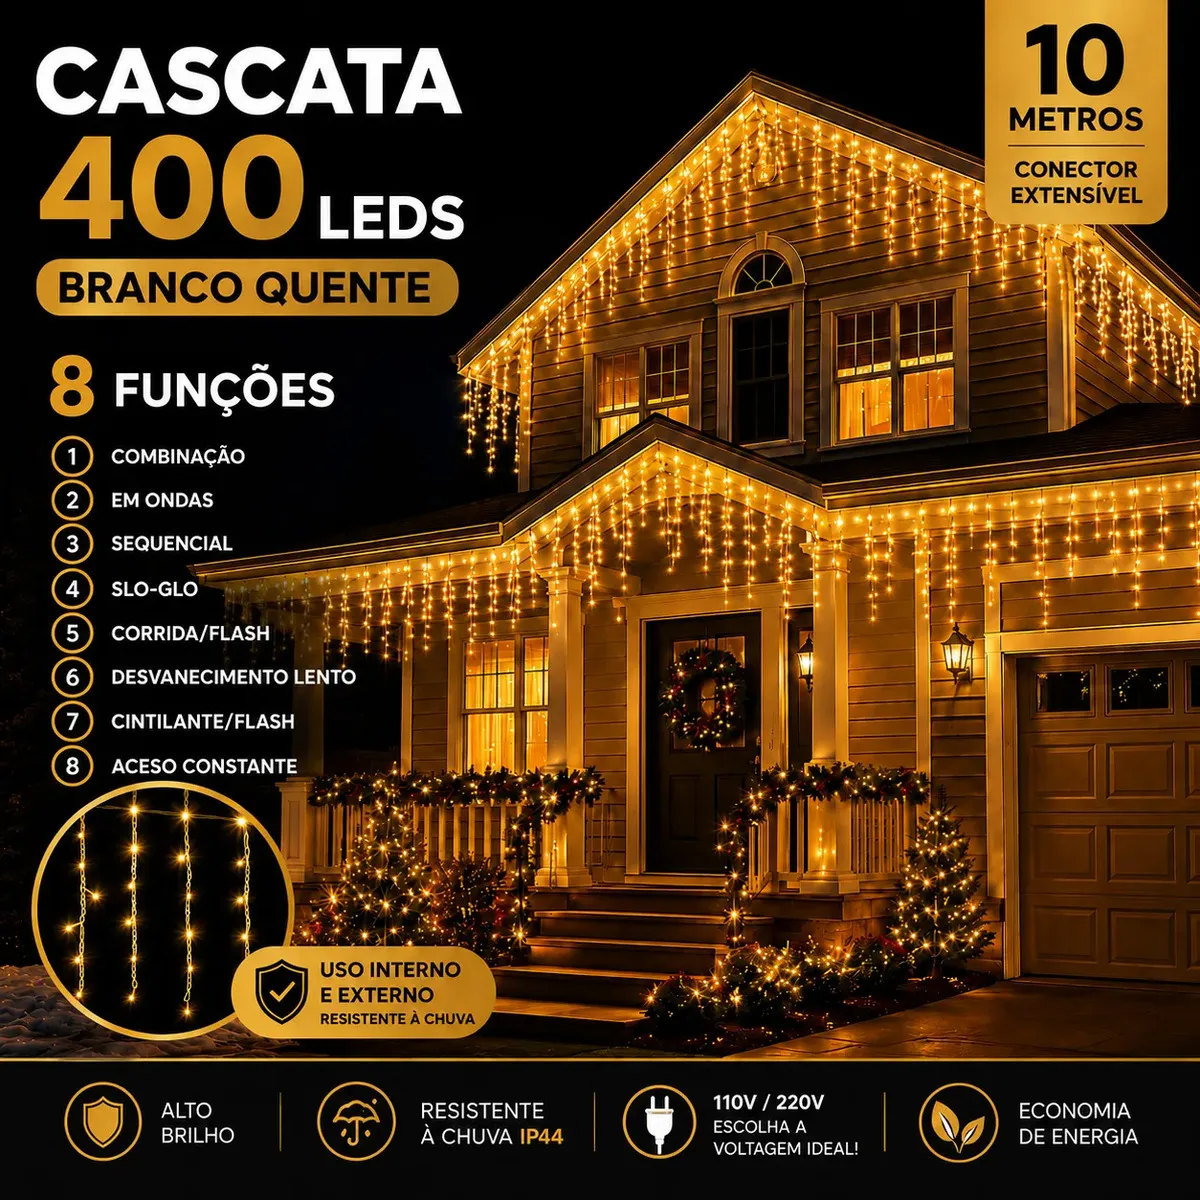 CASCATA
400 LEDS
BRANCO QUENTE
10
METROS
CONECTOR
EXTENSÍVEL
8 FUNÇÕES
1 COMBINAÇÃO
2 EM ONDAS
3 SEQUENCIAL
4 SLO-GLO
5 CORRIDA/FLASH
6 DESVANECIMENTO LENTO
7 CINTILANTE/FLASH
8 ACESO CONSTANTE
USO INTERNO
E EXTERNO
RESISTENTE À CHUVA
ALTO
BRILHO
RESISTENTE
À CHUVA IP44
110V / 220V
ESCOLHA A
VOLTAGEM IDEAL!
ECONOMIA
DE ENERGIA